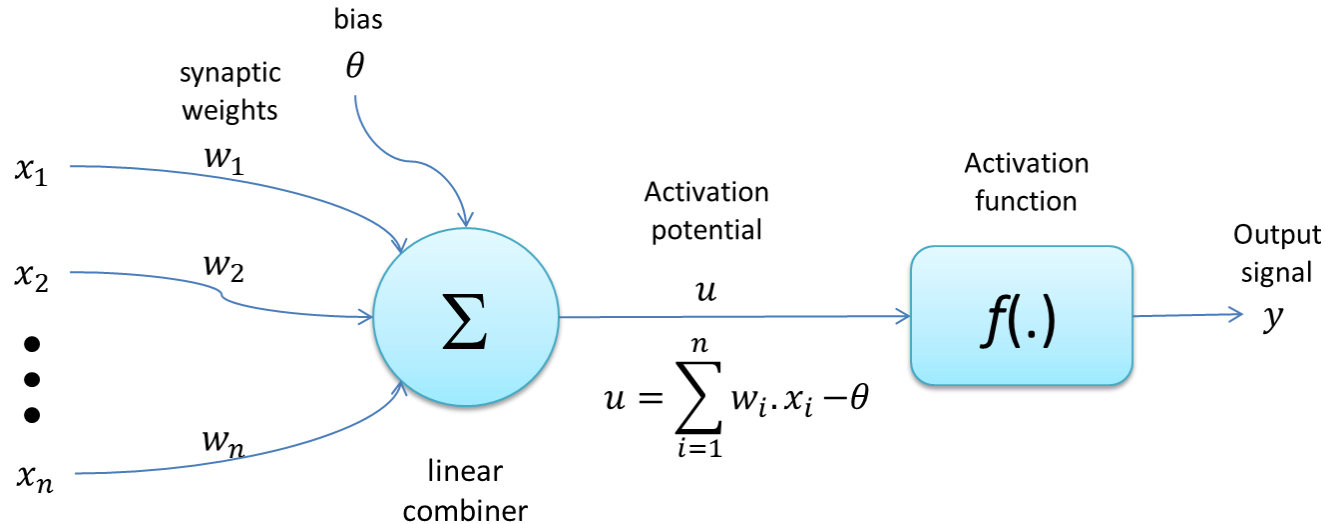 bias
θ
synaptic
weights
x₁
w₁
x₂
w₂
xₙ
wₙ
Σ
linear
combiner
Activation
potential
u
u = ∑ⁿᵢ₌₁ wᵢ . xᵢ − θ
Activation
function
f(.)
Output
signal
y